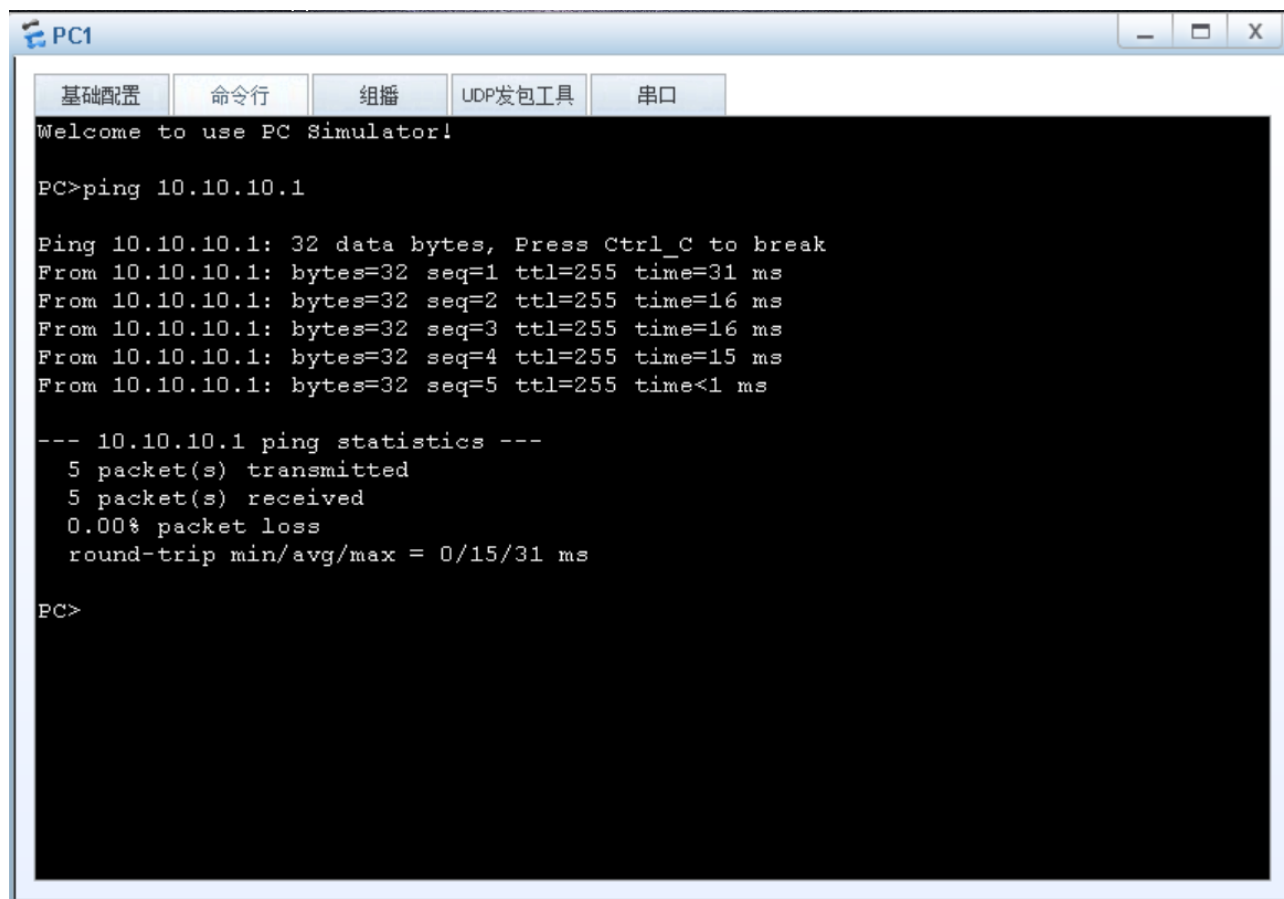 PC1
基础配置 命令行 组播 UDP发包工具 串口
Welcome to use PC Simulator!
PC>ping 10.10.10.1
Ping 10.10.10.1: 32 data bytes, Press Ctrl_C to break
From 10.10.10.1: bytes=32 seq=1 ttl=255 time=31 ms
From 10.10.10.1: bytes=32 seq=2 ttl=255 time=16 ms
From 10.10.10.1: bytes=32 seq=3 ttl=255 time=16 ms
From 10.10.10.1: bytes=32 seq=4 ttl=255 time=15 ms
From 10.10.10.1: bytes=32 seq=5 ttl=255 time<1 ms
--- 10.10.10.1 ping statistics ---
5 packet(s) transmitted
5 packet(s) received
0.00% packet loss
round-trip min/avg/max = 0/15/31 ms
PC>